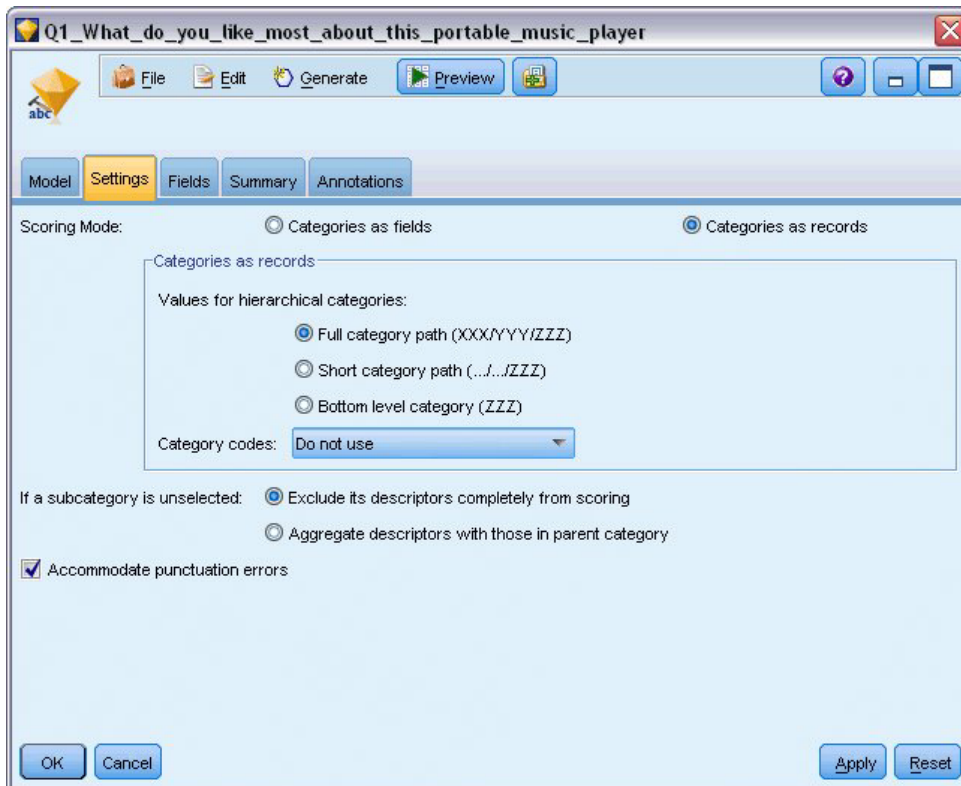 Q1_What_do_you_like_most_about_this_portable_music_player
File Edit Generate Preview
abc
Model Settings Fields Summary Annotations
Scoring Mode: Categories as fields Categories as records
Categories as records
Values for hierarchical categories:
Full category path (XXX/YYY/ZZZ)
Short category path (.../.../ZZZ)
Bottom level category (ZZZ)
Category codes: Do not use
If a subcategory is unselected: Exclude its descriptors completely from scoring
Aggregate descriptors with those in parent category
Accommodate punctuation errors
OK Cancel Apply Reset